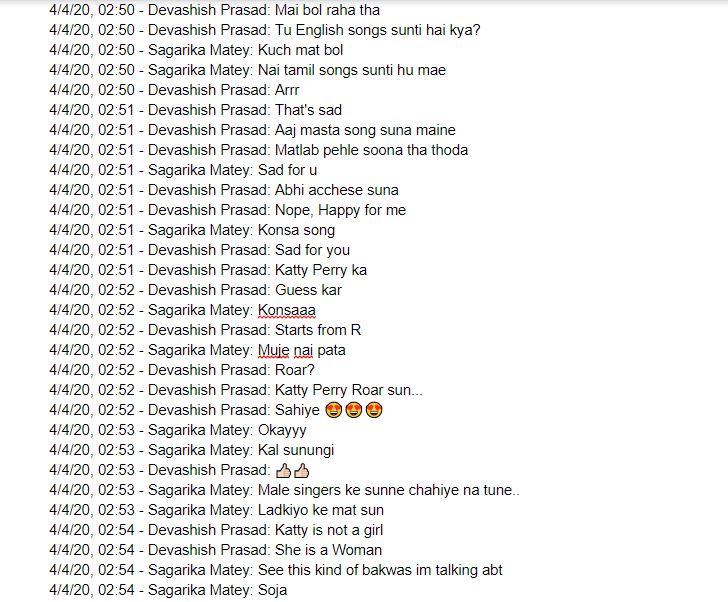 4/4/20, 02:50 - Devashish Prasad: Mai bol raha tha
4/4/20, 02:50 - Devashish Prasad: Tu English songs sunti hai kya?
4/4/20, 02:50 - Sagarika Matey: Kuch mat bol
4/4/20, 02:50 - Sagarika Matey: Nai tamil songs sunti hu mae
4/4/20, 02:50 - Devashish Prasad: Arrr
4/4/20, 02:51 - Devashish Prasad: That's sad
4/4/20, 02:51 - Devashish Prasad: Aaj masta song suna maine
4/4/20, 02:51 - Devashish Prasad: Matlab pehle soona tha thoda
4/4/20, 02:51 - Sagarika Matey: Sad for u
4/4/20, 02:51 - Devashish Prasad: Abhi acchese suna
4/4/20, 02:51 - Devashish Prasad: Nope, Happy for me
4/4/20, 02:51 - Sagarika Matey: Konsa song
4/4/20, 02:51 - Devashish Prasad: Sad for you
4/4/20, 02:51 - Devashish Prasad: Katty Perry ka
4/4/20, 02:52 - Devashish Prasad: Guess kar
4/4/20, 02:52 - Sagarika Matey: Konsaaa
4/4/20, 02:52 - Devashish Prasad: Starts from R
4/4/20, 02:52 - Sagarika Matey: Muje nai pata
4/4/20, 02:52 - Devashish Prasad: Roar?
4/4/20, 02:52 - Devashish Prasad: Katty Perry Roar sun...
4/4/20, 02:52 - Devashish Prasad: Sahiye 😍😍😍
4/4/20, 02:53 - Sagarika Matey: Okayyy
4/4/20, 02:53 - Sagarika Matey: Kal sunungi
4/4/20, 02:53 - Devashish Prasad: 👍🏻👍🏻
4/4/20, 02:53 - Sagarika Matey: Male singers ke sunne chahiye na tune..
4/4/20, 02:53 - Sagarika Matey: Ladkiyo ke mat sun
4/4/20, 02:54 - Devashish Prasad: Katty is not a girl
4/4/20, 02:54 - Devashish Prasad: She is a Woman
4/4/20, 02:54 - Sagarika Matey: See this kind of bakwas im talking abt
4/4/20, 02:54 - Sagarika Matey: Soja